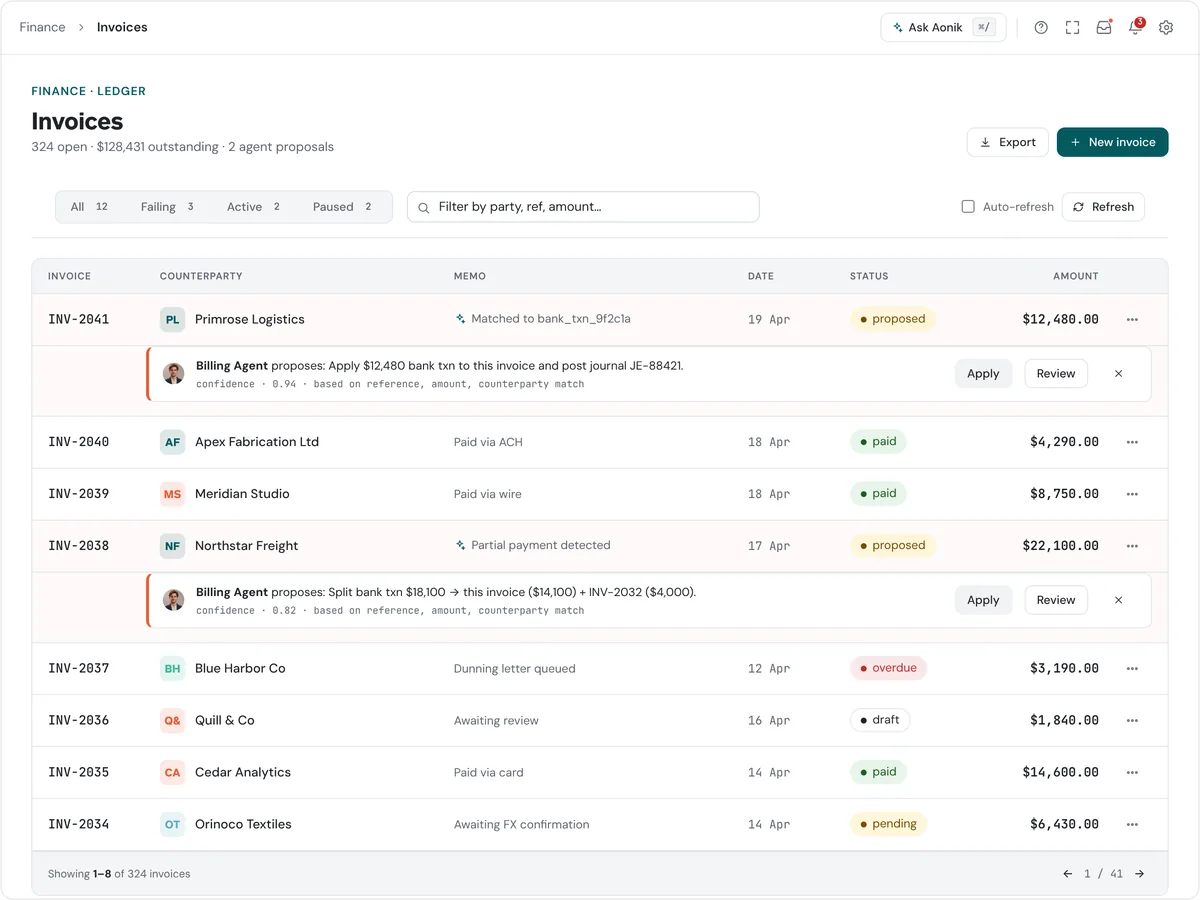 Finance > Invoices
Ask Aonik ⌘/
3
FINANCE · LEDGER
Invoices
324 open · $128,431 outstanding · 2 agent proposals
Export
+ New invoice
All 12 Failing 3 Active 2 Paused 2
Filter by party, ref, amount...
Auto-refresh
Refresh
INVOICE COUNTERPARTY MEMO DATE STATUS AMOUNT
INV-2041 PL Primrose Logistics Matched to bank_txn_9f2c1a 19 Apr proposed $12,480.00
Billing Agent proposes: Apply $12,480 bank txn to this invoice and post journal JE-88421.
confidence · 0.94 · based on reference, amount, counterparty match
Apply Review ×
INV-2040 AF Apex Fabrication Ltd Paid via ACH 18 Apr paid $4,290.00
INV-2039 MS Meridian Studio Paid via wire 18 Apr paid $8,750.00
INV-2038 NF Northstar Freight Partial payment detected 17 Apr proposed $22,100.00
Billing Agent proposes: Split bank txn $18,100 → this invoice ($14,100) + INV-2032 ($4,000).
confidence · 0.82 · based on reference, amount, counterparty match
Apply Review ×
INV-2037 BH Blue Harbor Co Dunning letter queued 12 Apr overdue $3,190.00
INV-2036 Q& Quill & Co Awaiting review 16 Apr draft $1,840.00
INV-2035 CA Cedar Analytics Paid via card 14 Apr paid $14,600.00
INV-2034 OT Orinoco Textiles Awaiting FX confirmation 14 Apr pending $6,430.00
Showing 1–8 of 324 invoices
← 1 / 41 →